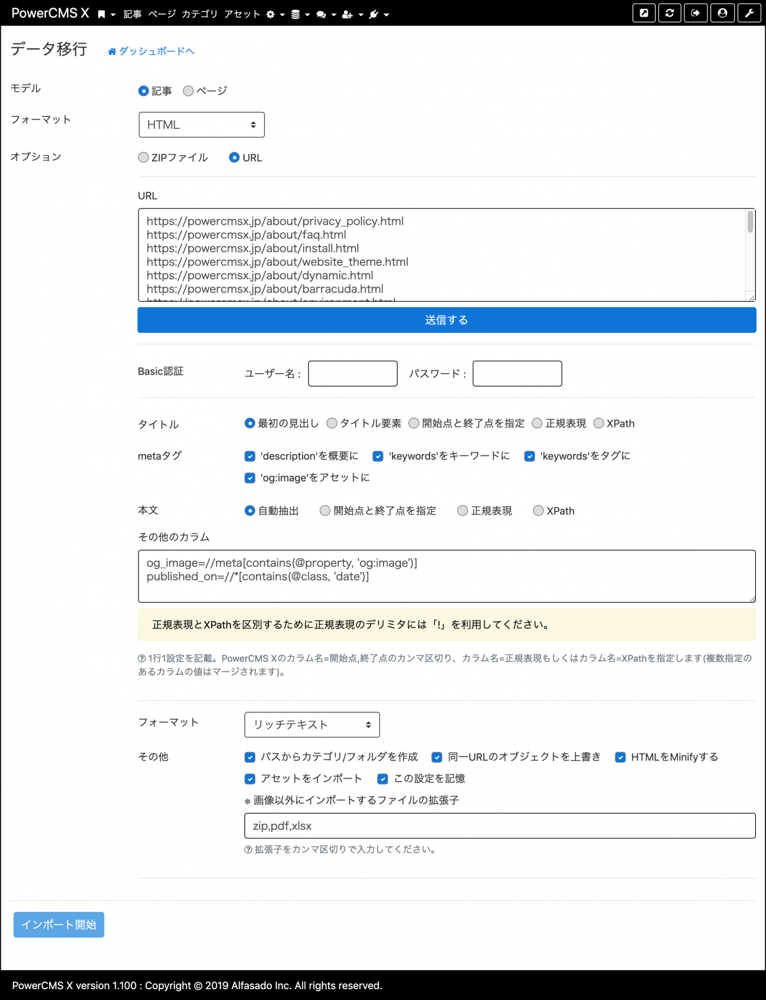 PowerCMS X 記事 ページ カテゴリ アセット
データ移行 ダッシュボードへ
モデル 記事 ページ
フォーマット HTML
オプション ZIPファイル URL
URL
https://powercmsx.jp/about/privacy_policy.html
https://powercmsx.jp/about/faq.html
https://powercmsx.jp/about/install.html
https://powercmsx.jp/about/website_theme.html
https://powercmsx.jp/about/dynamic.html
https://powercmsx.jp/about/barracuda.html
https://powercmsx.jp/about/environment.html
送信する
Basic認証 ユーザー名 : パスワード :
タイトル 最初の見出し タイトル要素 開始点と終了点を指定 正規表現 XPath
metaタグ 'description'を概要に 'keywords'をキーワードに 'keywords'をタグに
'og:image'をアセットに
本文 自動抽出 開始点と終了点を指定 正規表現 XPath
その他のカラム
og_image=//meta[contains(@property, 'og:image')]
published_on=//*[contains(@class, 'date')]
正規表現とXPathを区別するために正規表現のデリミタには「!」を利用してください。
1行1設定を記載。PowerCMS Xのカラム名=開始点,終了点のカンマ区切り、カラム名=正規表現もしくはカラム名=XPathを指定します(複数指定の
あるカラムの値はマージされます)。
フォーマット リッチテキスト
その他 パスからカテゴリ/フォルダを作成 同一URLのオブジェクトを上書き HTMLをMinifyする
アセットをインポート この設定を記憶
✱ 画像以外にインポートするファイルの拡張子
zip,pdf,xlsx
拡張子をカンマ区切りで入力してください。
インポート開始
PowerCMS X version 1.100 : Copyright © 2019 Alfasado Inc. All rights reserved.